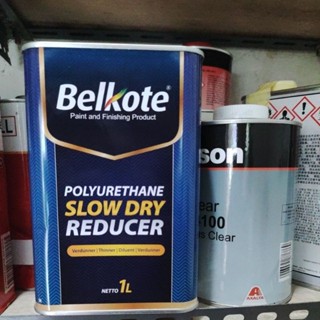 Belkote®
Paint and Finishing Product
POLYURETHANE
SLOW DRY
REDUCER
Verdunner | Thinner | Diluant | Verdunner
NETTO 1L
son
ear
100
s Clear
AXALTA